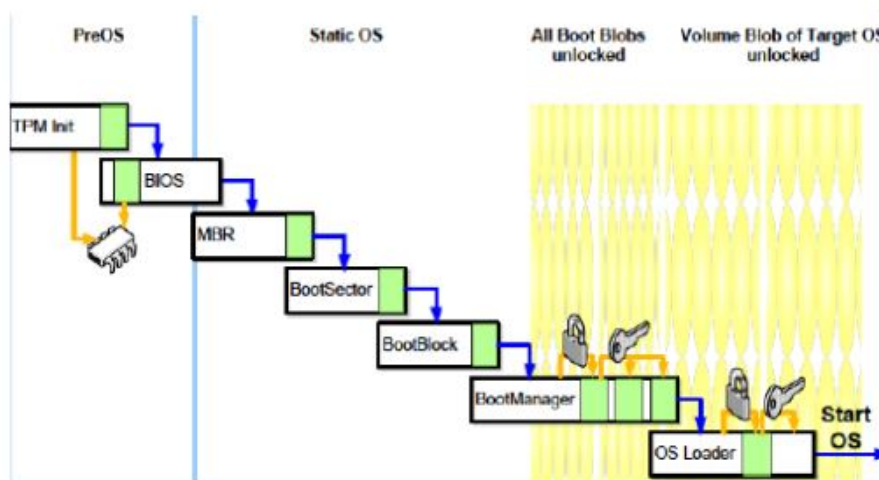 PreOS
Static OS
All Boot Blobs
unlocked
Volume Blob of Target OS
unlocked
TPM Init
BIOS
MBR
BootSector
BootBlock
BootManager
OS Loader
Start
OS